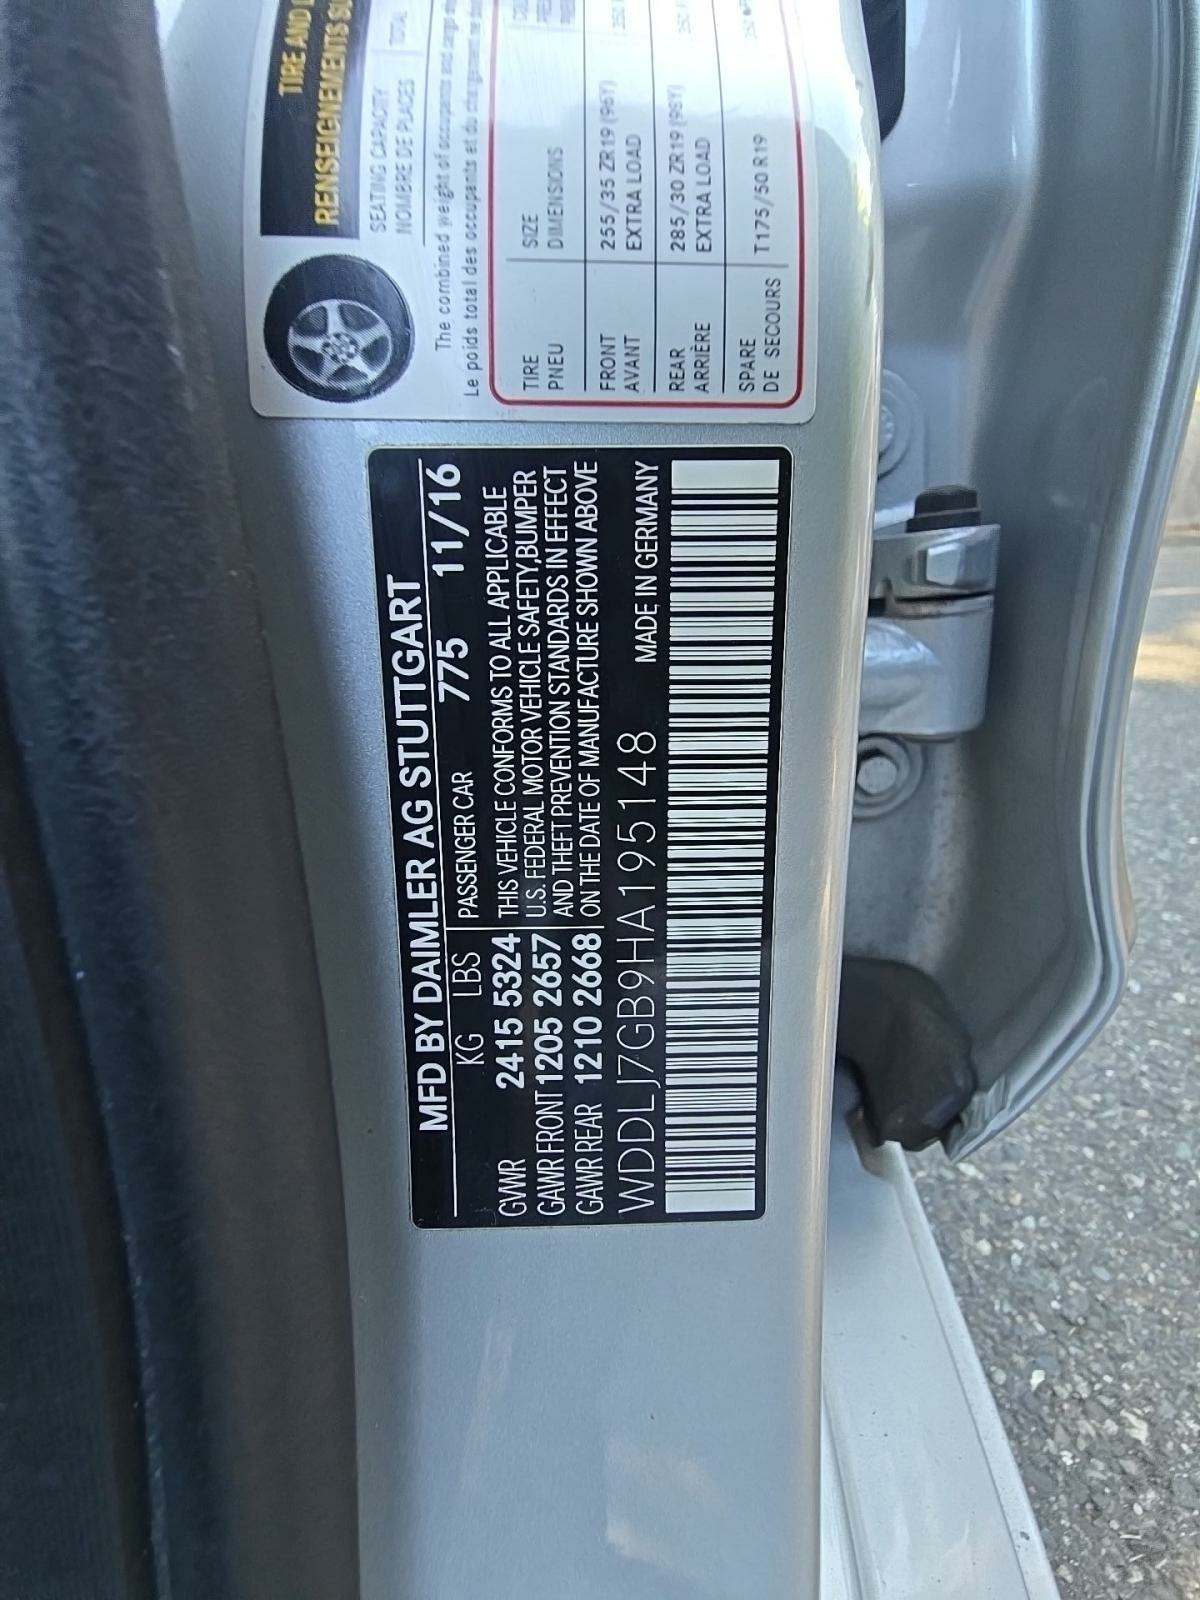 TIRE AND
RENSEIGNEMENTS
SEATING CAPACITY
NOMBRE DE PLACES
TOTAL
The combined weight of occupants and cargo
Le poids total des occupants et du chargement
TIRE SIZE
PNEU DIMENSIONS
FRONT 255/35 ZR19 (96Y)
AVANT EXTRA LOAD
REAR 285/30 ZR19 (98Y)
ARRIÈRE EXTRA LOAD
SPARE T175/50 R19
DE SECOURS
MFD BY DAIMLER AG STUTTGART
KG LBS PASSENGER CAR 775 11/16
GVWR 2415 5324 THIS VEHICLE CONFORMS TO ALL APPLICABLE
U.S. FEDERAL MOTOR VEHICLE SAFETY,BUMPER
GAWR FRONT 1205 2657 AND THEFT PREVENTION STANDARDS IN EFFECT
GAWR REAR 1210 2668 ON THE DATE OF MANUFACTURE SHOWN ABOVE
WDDLJ7GB9HA195148 MADE IN GERMANY